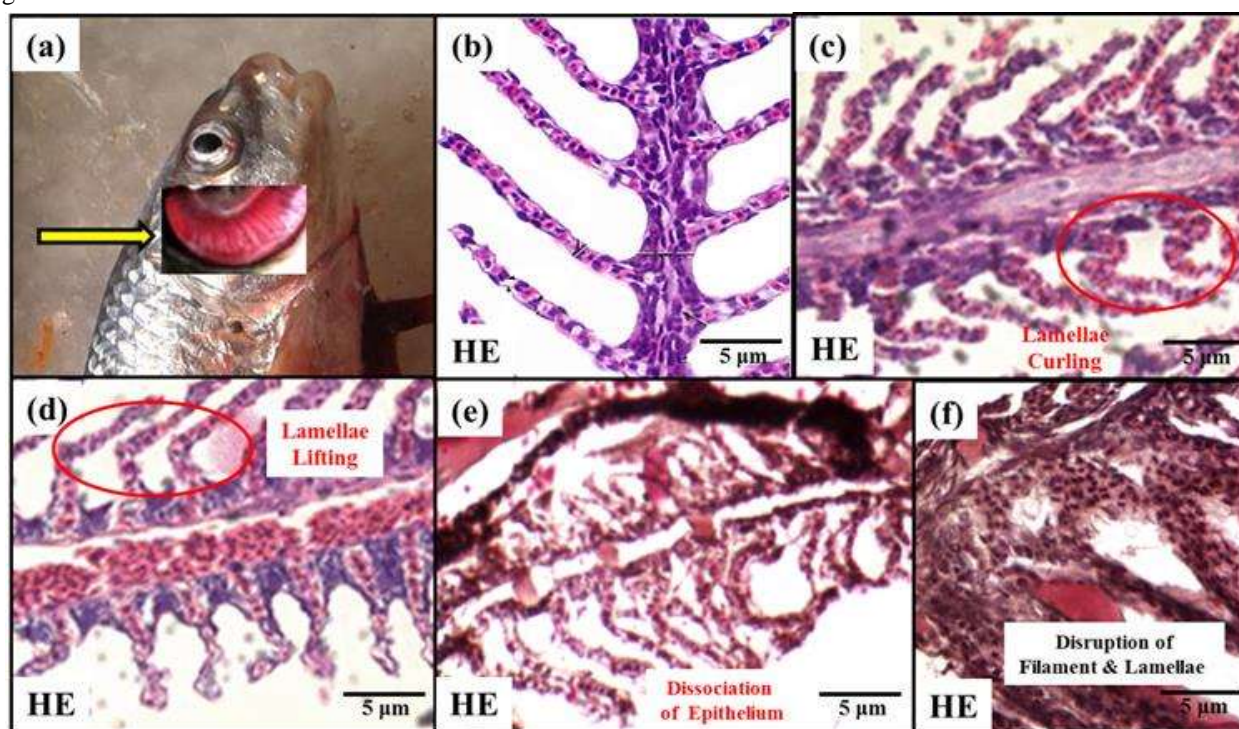 g
(a)
(b)
HE
5 μm
(c)
HE
Lamellae
Curling
5 μm
(d)
Lamellae
Lifting
HE
5 μm
(e)
HE
Dissociation
of Epithelium
5 μm
(f)
Disruption of
Filament & Lamellae
HE
5 μm